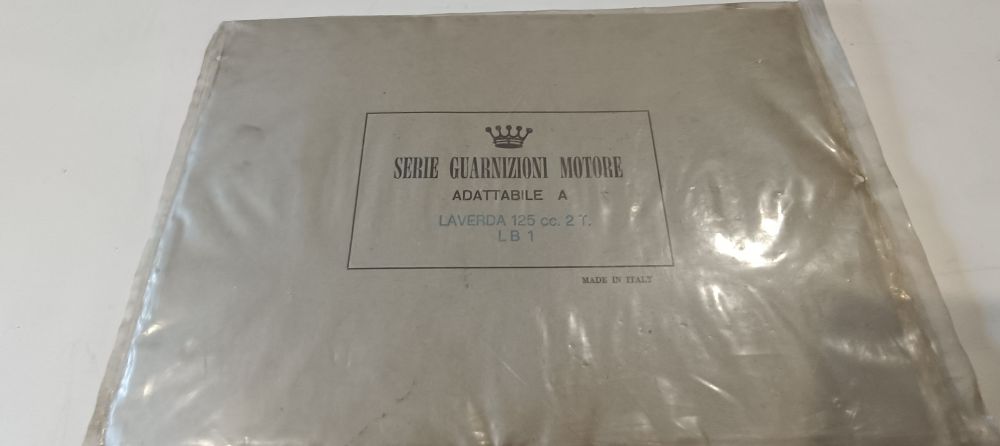 SERIE GUARNIZIONI MOTORE
ADATTABILE A
LAVERDA 125 cc. 2 T.
LB 1
MADE IN ITALY